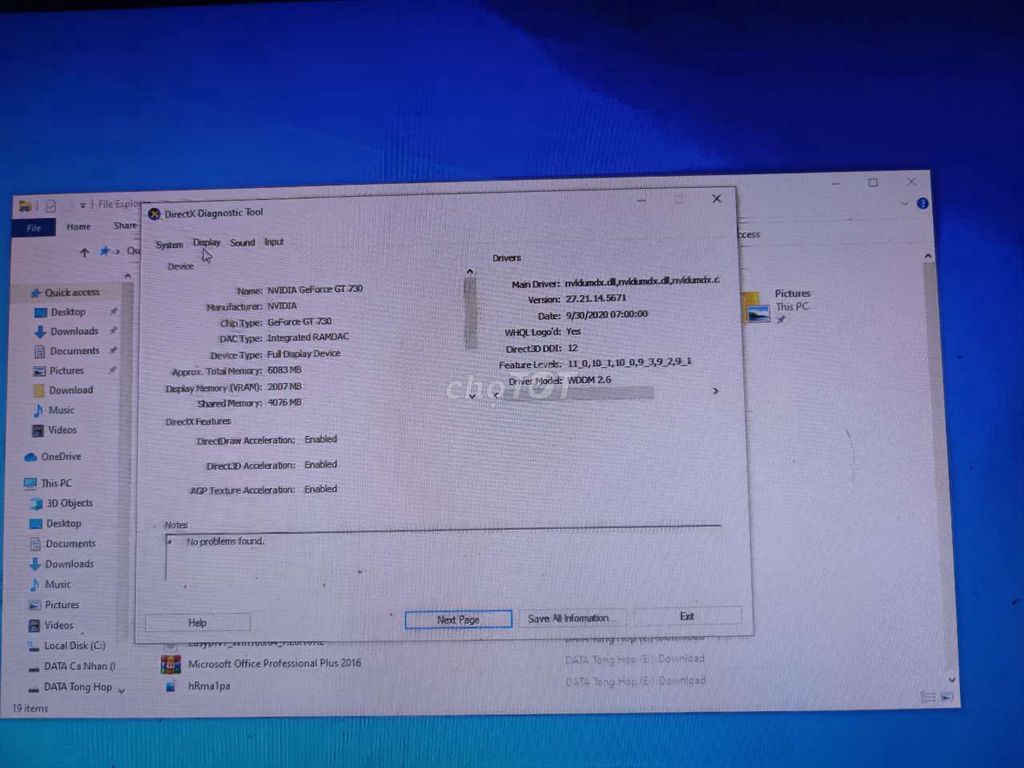 File Explo
File
Home
Share
Qu
ccess
Quick access
Desktop
Downloads
Documents
Pictures
Download
Music
Videos
OneDrive
This PC
3D Objects
Desktop
Documents
Downloads
Music
Pictures
Videos
Local Disk (C:)
DATA Ca Nhan (
DATA Tong Hop
19 items
Pictures
This PC
DirectX Diagnostic Tool
System Display Sound Input
Device
Name: NVIDIA GeForce GT 730
Manufacturer: NVIDIA
Chip Type: GeForce GT 730
DAC Type: Integrated RAMDAC
Device Type: Full Display Device
Approx. Total Memory: 6083 MB
Display Memory (VRAM): 2007 MB
Shared Memory: 4076 MB
Drivers
Main Driver: nvldumdx.dll,nvldumdx.dll,nvldumdx.c
Version: 27.21.14.5671
Date: 9/30/2020 07:00:00
WHQL Logo'd: Yes
Direct3D DDI: 12
Feature Levels: 11_0,10_1,10_0,9_3,9_2,9_1
Driver Model: WDDM 2.6
chợTỐT
DirectX Features
DirectDraw Acceleration: Enabled
Direct3D Acceleration: Enabled
AGP Texture Acceleration: Enabled
Notes
No problems found.
Help
Next Page
Save All Information...
Exit
DATA Tong Hop (E:)\Download
Microsoft Office Professional Plus 2016
DATA Tong Hop (E:)\Download
hRma1pa
DATA Tong Hop (E:)\Download